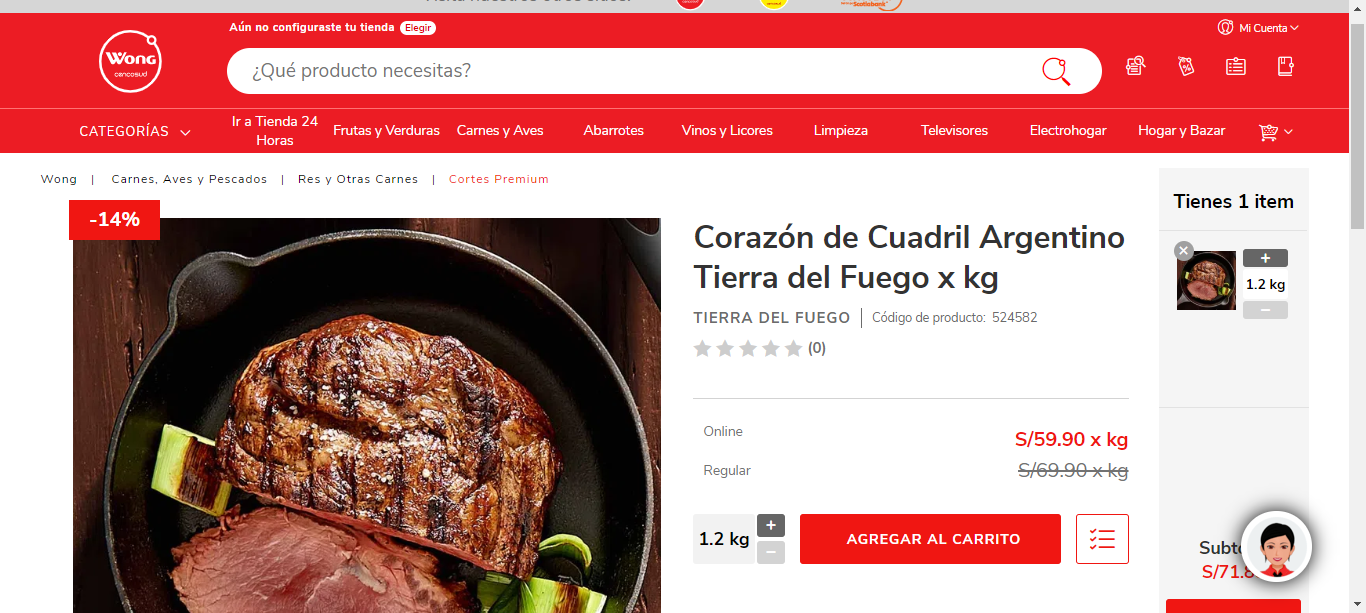 Aún no configuraste tu tienda Elegir
Mi Cuenta
Wong
cencosud
¿Qué producto necesitas?
CATEGORÍAS
Ir a Tienda 24
Horas
Frutas y Verduras
Carnes y Aves
Abarrotes
Vinos y Licores
Limpieza
Televisores
Electrohogar
Hogar y Bazar
Wong | Carnes, Aves y Pescados | Res y Otras Carnes | Cortes Premium
-14%
Corazón de Cuadril Argentino
Tierra del Fuego x kg
TIERRA DEL FUEGO | Código de producto: 524582
(0)
Online
S/59.90 x kg
Regular
S/69.90 x kg
1.2 kg
+
−
AGREGAR AL CARRITO
Tienes 1 item
+
1.2 kg
−
S/71.8